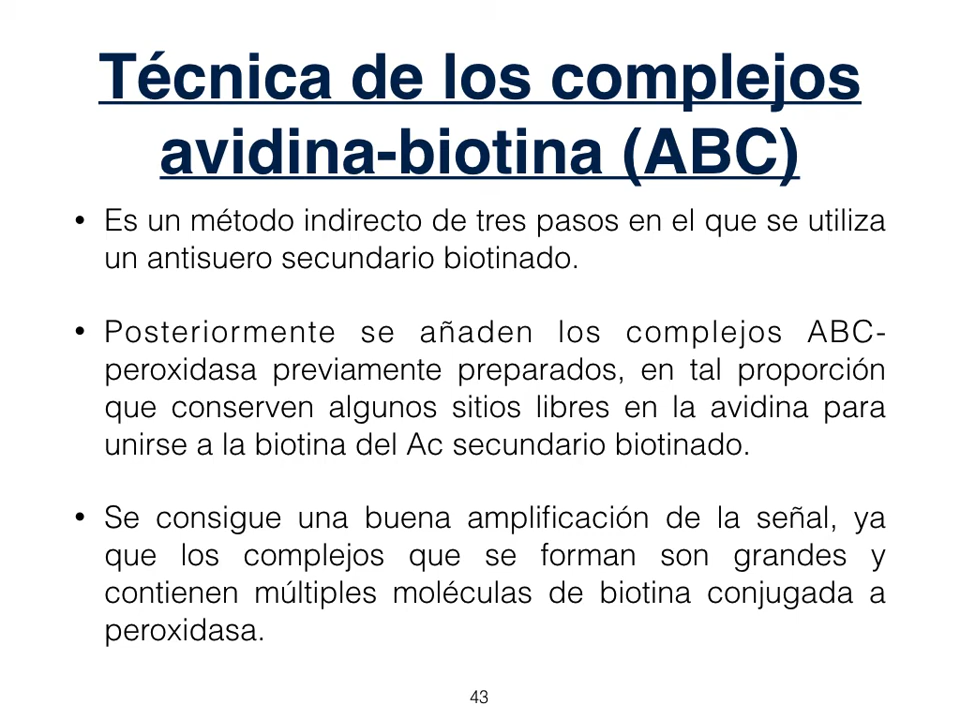 Técnica de los complejos
avidina-biotina (ABC)
• Es un método indirecto de tres pasos en el que se utiliza
un antisuero secundario biotinado.
• Posteriormente se añaden los complejos ABC-
peroxidasa previamente preparados, en tal proporción
que conserven algunos sitios libres en la avidina para
unirse a la biotina del Ac secundario biotinado.
• Se consigue una buena amplificación de la señal, ya
que los complejos que se forman son grandes y
contienen múltiples moléculas de biotina conjugada a
peroxidasa.
43